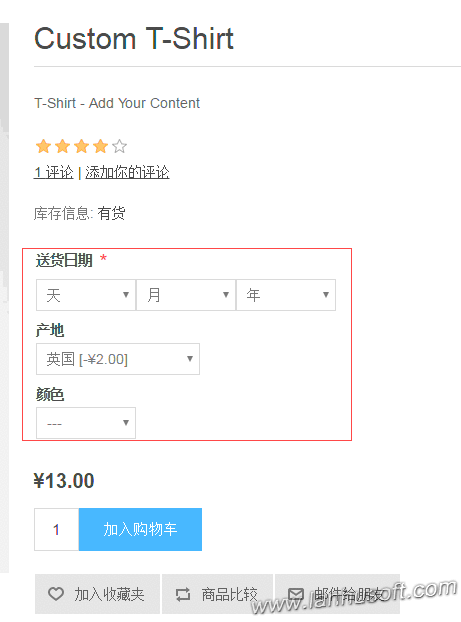 Custom T-Shirt
T-Shirt - Add Your Content
1 评论 | 添加你的评论
库存信息: 有货
送货日期 *
天 月 年
产地
英国 [-¥2.00]
颜色
---
¥13.00
1 加入购物车
加入收藏夹 商品比较 邮件给朋友